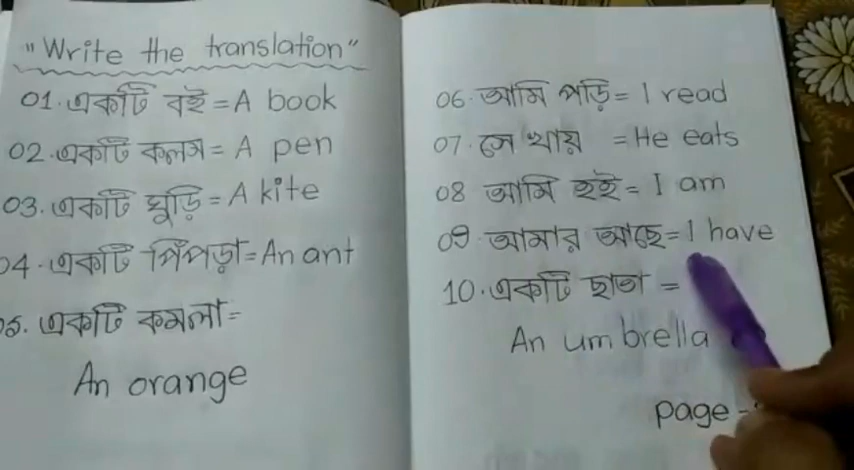 "Write the translation"
01. একটি বই = A book
02. একটি কলম = A pen
03. একটি ঘুড়ি = A kite
04. একটি পিঁপড়া = An ant
05. একটি কমলা =
An orange
06. আমি পড়ি = I read
07. সে খায় = He eats
08 আমি হই = I am
09. আমার আছে = I have
10. একটি ছাতা =
An umbrella
page -